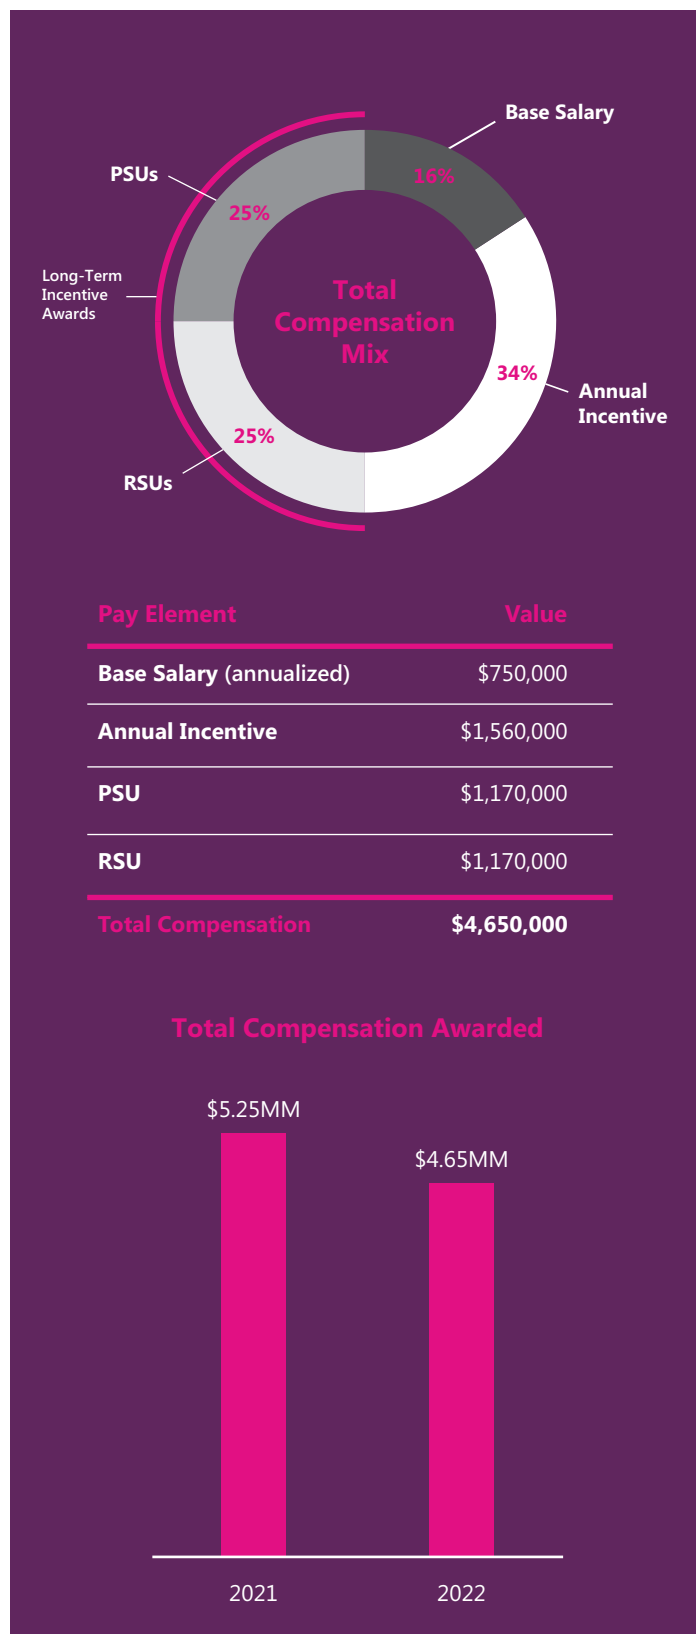 Base Salary
16%
PSUs
25%
Long-Term
Incentive
Awards
Total
Compensation
Mix
34%
Annual
Incentive
25%
RSUs
Pay Element Value
Base Salary (annualized) $750,000
Annual Incentive $1,560,000
PSU $1,170,000
RSU $1,170,000
Total Compensation $4,650,000
Total Compensation Awarded
$5.25MM
$4.65MM
2021 2022